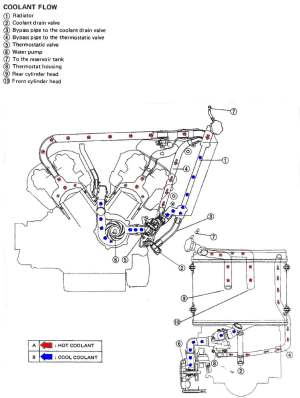 COOLANT FLOW
① Radiator
② Coolant drain valve
③ Bypass pipe to the coolant drain valve
④ Bypass pipe to the thermostatic valve
⑤ Thermostatic valve
⑥ Water pump
⑦ To the reservoir tank
⑧ Thermostat housing
⑨ Rear cylinder head
⑩ Front cylinder head
⑦
①
④
③
⑥
⑤
②
⑦
⑨
⑩
⑥
⑧
②
④
A : HOT COOLANT
B : COOL COOLANT